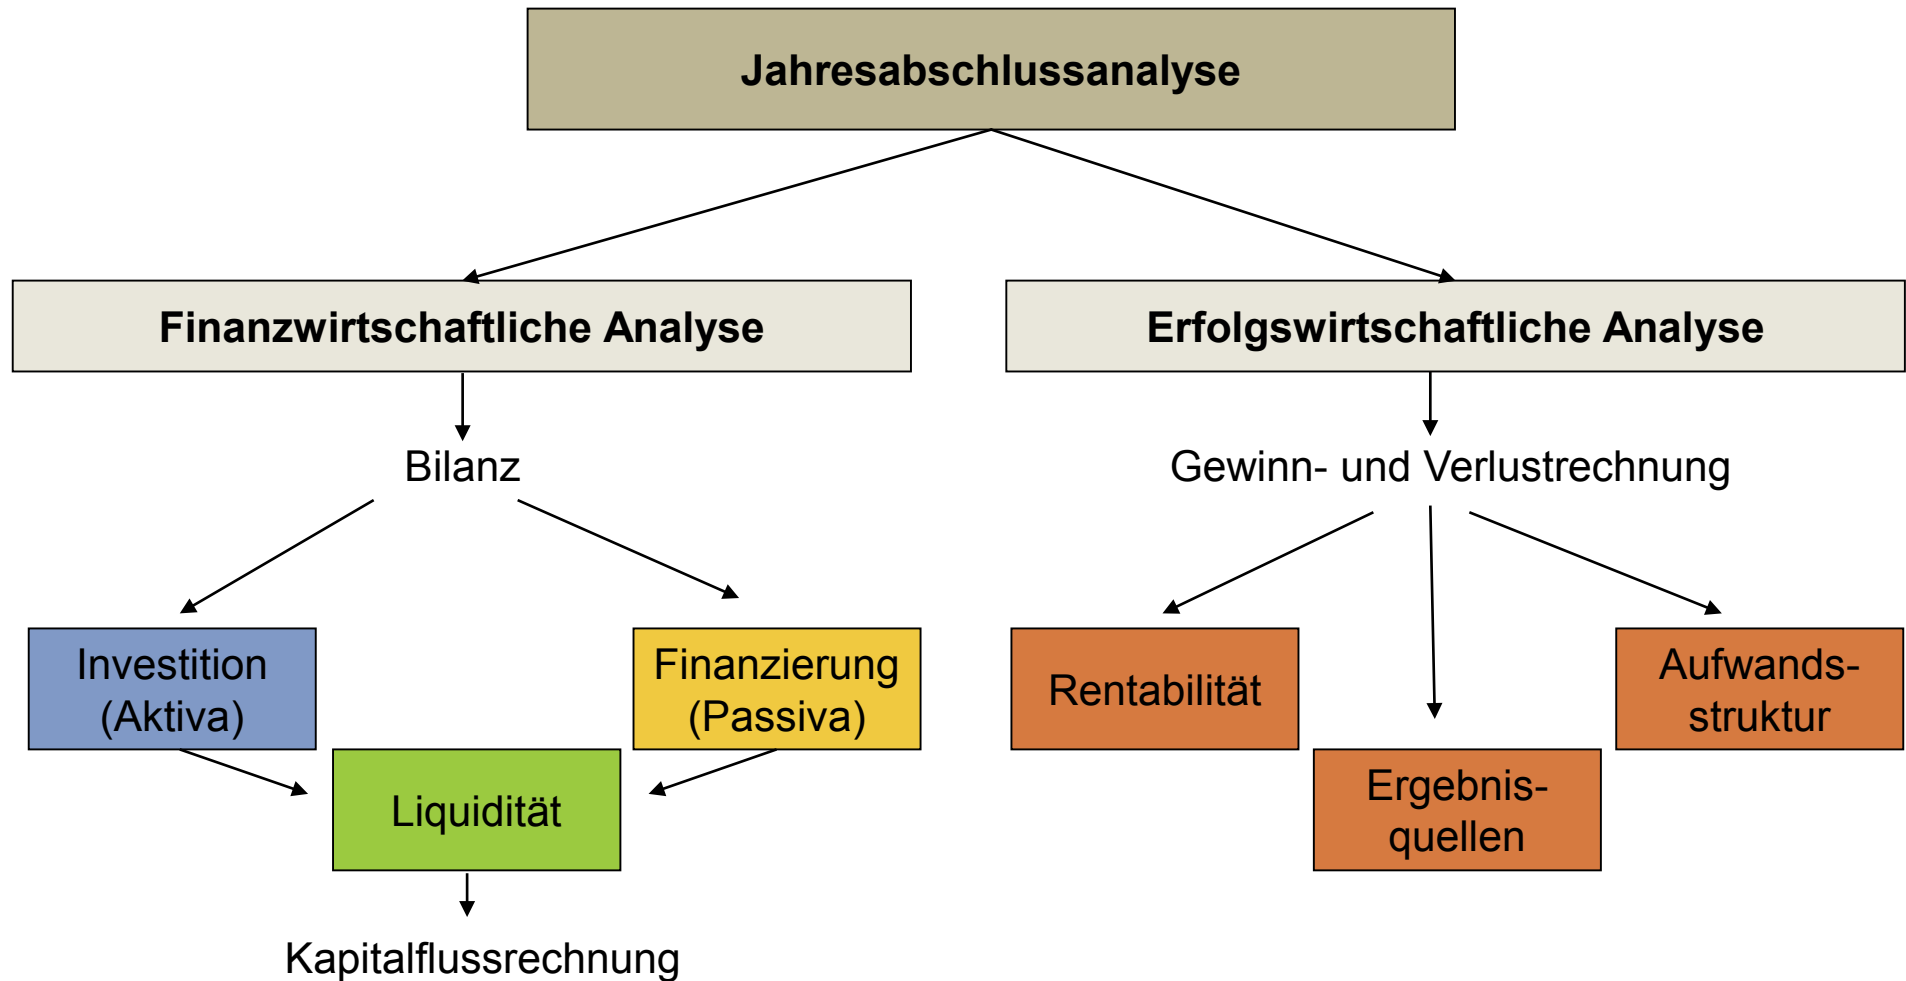 Jahresabschlussanalyse
Finanzwirtschaftliche Analyse
Erfolgswirtschaftliche Analyse
Bilanz
Gewinn- und Verlustrechnung
Investition
(Aktiva)
Finanzierung
(Passiva)
Liquidität
Kapitalflussrechnung
Rentabilität
Ergebnis-
quellen
Aufwands-
struktur